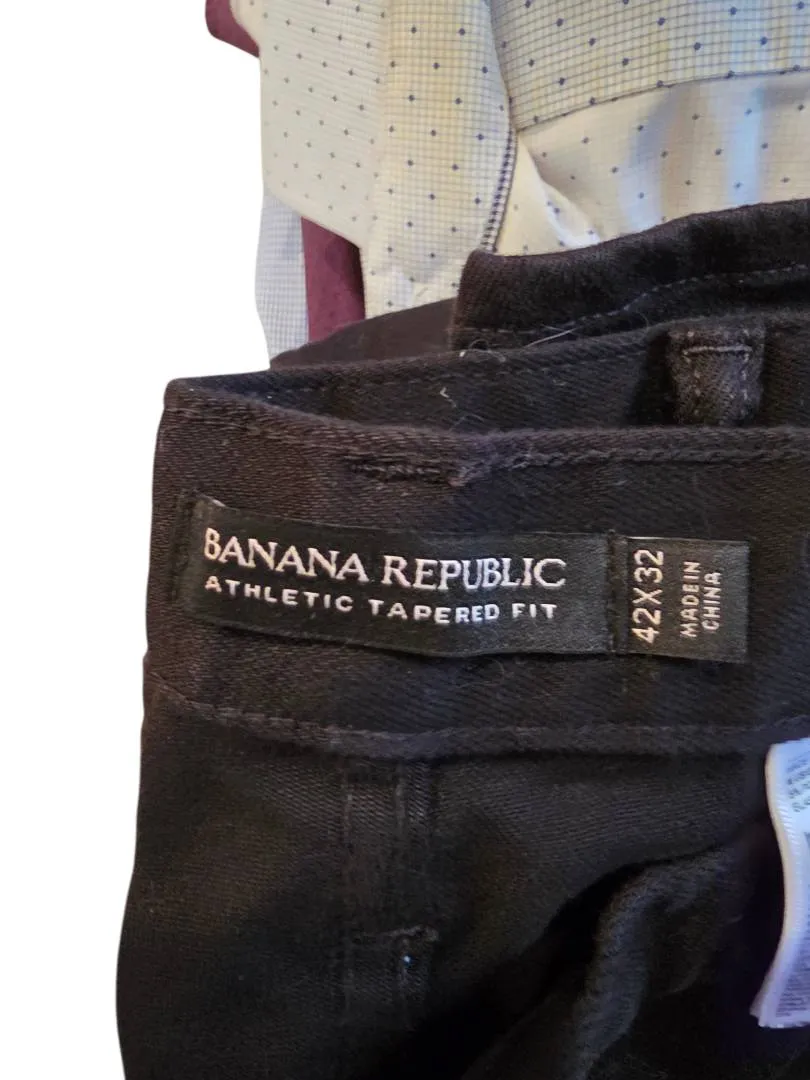 BANANA REPUBLIC
ATHLETIC TAPERED FIT
42X32
MADE IN
CHINA